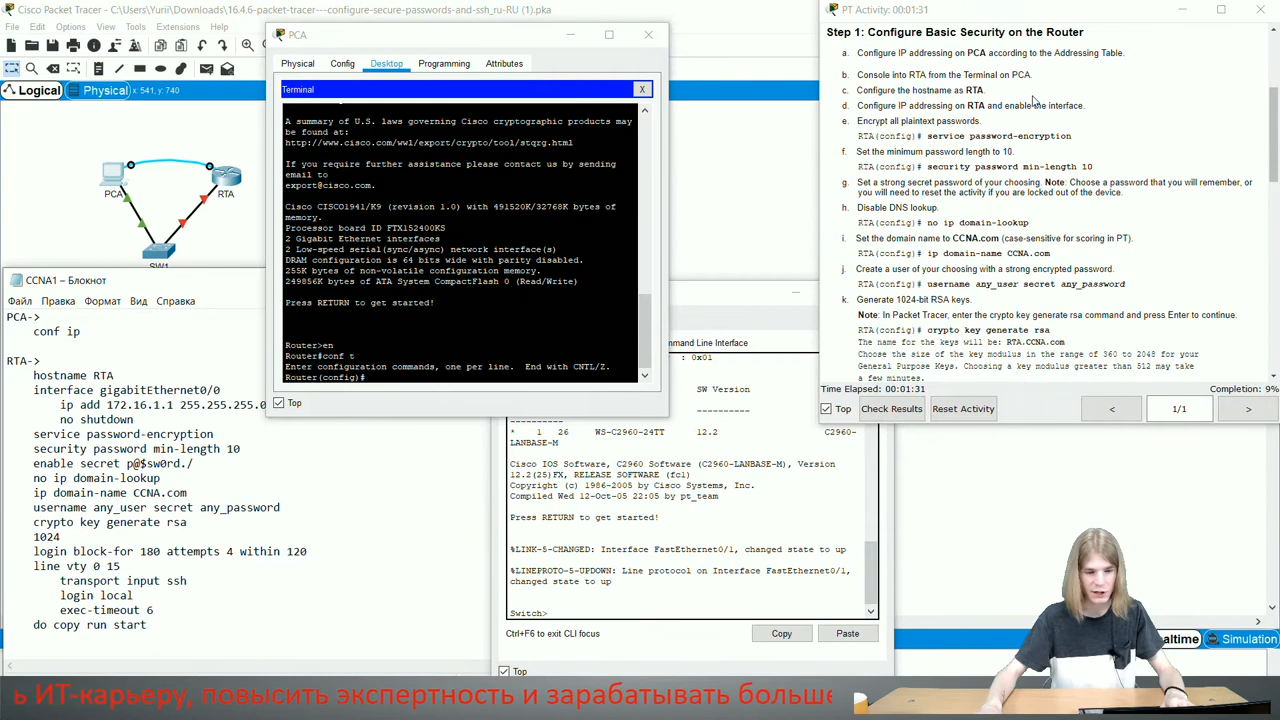 Cisco Packet Tracer - C:\Users\Yurii\Downloads\16.4.6-packet-tracer---configure-secure-passwords-and-ssh_ru-RU (1).pka
File Edit Options View Tools Extensions Help
Logical Physical x: 541, y: 740
PCA
RTA
SW1
PCA
Physical Config Desktop Programming Attributes
Terminal X
A summary of U.S. laws governing Cisco cryptographic products may
be found at:
http://www.cisco.com/wwl/export/crypto/tool/stqrg.html
If you require further assistance please contact us by sending
email to
export@cisco.com.
Cisco CISCO1941/K9 (revision 1.0) with 491520K/32768K bytes of
memory.
Processor board ID FTX152400KS
2 Gigabit Ethernet interfaces
2 Low-speed serial(sync/async) network interface(s)
DRAM configuration is 64 bits wide with parity disabled.
255K bytes of non-volatile configuration memory.
249856K bytes of ATA System CompactFlash 0 (Read/Write)
Press RETURN to get started!
Router>en
Router#conf t
Enter configuration commands, one per line. End with CNTL/Z.
Router(config)#
Top
CCNA1 – Блокнот
Файл Правка Формат Вид Справка
PCA->
conf ip
RTA->
hostname RTA
interface gigabitEthernet0/0
ip add 172.16.1.1 255.255.255.0
no shutdown
service password-encryption
security password min-length 10
enable secret p@$sw0rd./
no ip domain-lookup
ip domain-name CCNA.com
username any_user secret any_password
crypto key generate rsa
1024
login block-for 180 attempts 4 within 120
line vty 0 15
transport input ssh
login local
exec-timeout 6
do copy run start
mmand Line Interface
: 0x01
SW Version
----------
----------
* 1 26 WS-C2960-24TT 12.2 C2960-
LANBASE-M
Cisco IOS Software, C2960 Software (C2960-LANBASE-M), Version
12.2(25)FX, RELEASE SOFTWARE (fc1)
Copyright (c) 1986-2005 by Cisco Systems, Inc.
Compiled Wed 12-Oct-05 22:05 by pt_team
Press RETURN to get started!
%LINK-5-CHANGED: Interface FastEthernet0/1, changed state to up
%LINEPROTO-5-UPDOWN: Line protocol on Interface FastEthernet0/1,
changed state to up
Switch>
Ctrl+F6 to exit CLI focus Copy Paste
Top
PT Activity: 00:01:31
Step 1: Configure Basic Security on the Router
a. Configure IP addressing on PCA according to the Addressing Table.
b. Console into RTA from the Terminal on PCA.
c. Configure the hostname as RTA.
d. Configure IP addressing on RTA and enable the interface.
e. Encrypt all plaintext passwords.
RTA(config)# service password-encryption
f. Set the minimum password length to 10.
RTA(config)# security password min-length 10
g. Set a strong secret password of your choosing. Note: Choose a password that you will remember, or
you will need to reset the activity if you are locked out of the device.
h. Disable DNS lookup.
RTA(config)# no ip domain-lookup
i. Set the domain name to CCNA.com (case-sensitive for scoring in PT).
RTA(config)# ip domain-name CCNA.com
j. Create a user of your choosing with a strong encrypted password.
RTA(config)# username any_user secret any_password
k. Generate 1024-bit RSA keys.
Note: In Packet Tracer, enter the crypto key generate rsa command and press Enter to continue.
RTA(config)# crypto key generate rsa
The name for the keys will be: RTA.CCNA.com
Choose the size of the key modulus in the range of 360 to 2048 for your
General Purpose Keys. Choosing a key modulus greater than 512 may take
a few minutes.
Time Elapsed: 00:01:31 Completion: 9%
Top Check Results Reset Activity < 1/1 >
ealtime Simulation
ь ИТ-карьеру, повысить экспертность и зарабатывать больше